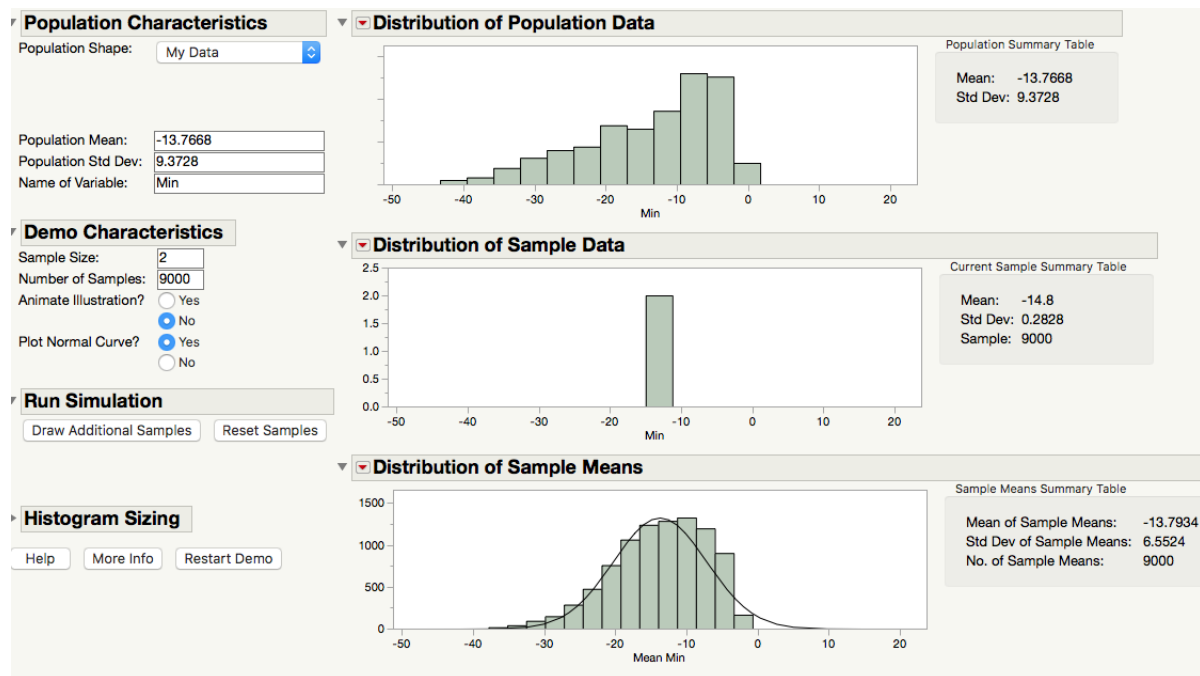 Population Characteristics
Population Shape: My Data
Population Mean: -13.7668
Population Std Dev: 9.3728
Name of Variable: Min
Demo Characteristics
Sample Size: 2
Number of Samples: 9000
Animate Illustration? Yes
No
Plot Normal Curve? Yes
No
Run Simulation
Draw Additional Samples Reset Samples
Histogram Sizing
Help More Info Restart Demo
Distribution of Population Data
-50 -40 -30 -20 -10 0 10 20
Min
Population Summary Table
Mean: -13.7668
Std Dev: 9.3728
Distribution of Sample Data
2.5
2.0
1.5
1.0
0.5
0.0
-50 -40 -30 -20 -10 0 10 20
Min
Current Sample Summary Table
Mean: -14.8
Std Dev: 0.2828
Sample: 9000
Distribution of Sample Means
1500
1000
500
0
-50 -40 -30 -20 -10 0 10 20
Mean Min
Sample Means Summary Table
Mean of Sample Means: -13.7934
Std Dev of Sample Means: 6.5524
No. of Sample Means: 9000